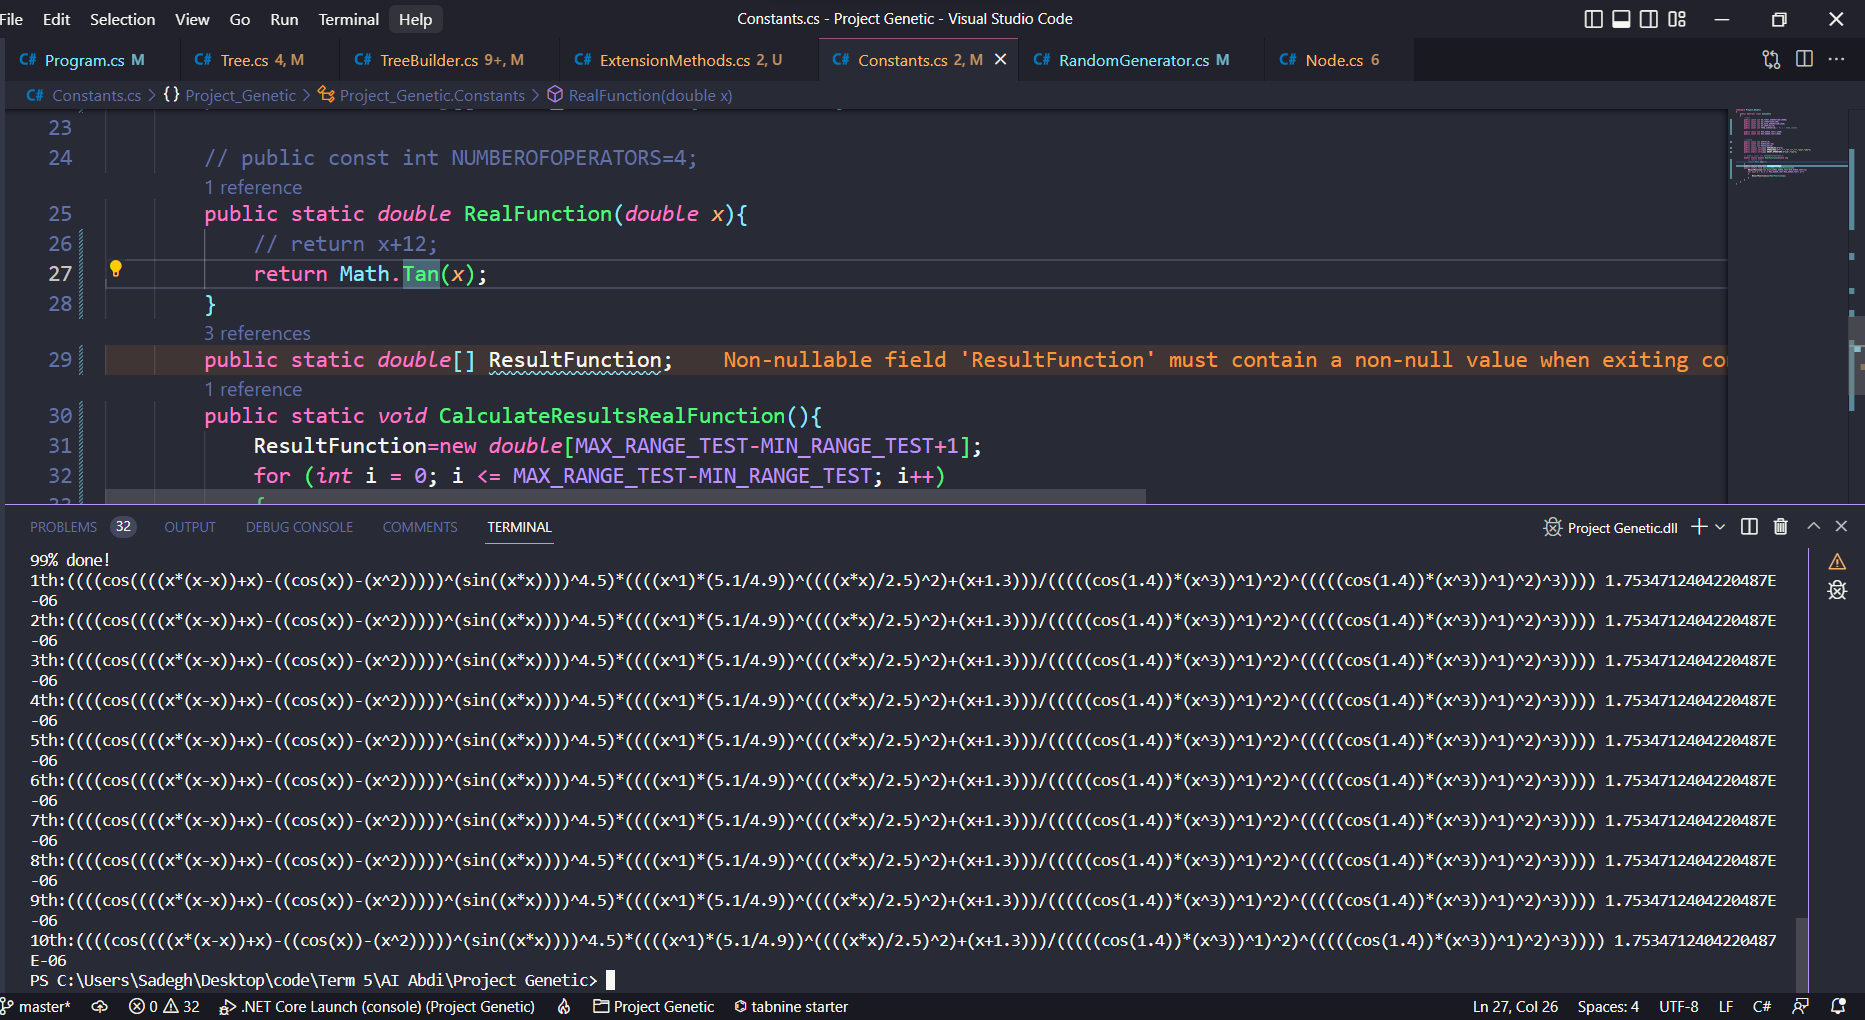 File Edit Selection View Go Run Terminal Help Constants.cs - Project Genetic - Visual Studio Code
C# Program.cs M C# Tree.cs 4, M C# TreeBuilder.cs 9+, M C# ExtensionMethods.cs 2, U C# Constants.cs 2, M C# RandomGenerator.cs M C# Node.cs 6
C# Constants.cs > {} Project_Genetic > Project_Genetic.Constants > RealFunction(double x)
23
24 // public const int NUMBEROFOPERATORS=4;
1 reference
25 public static double RealFunction(double x){
26 // return x+12;
27 return Math.Tan(x);
28 }
3 references
29 public static double[] ResultFunction; Non-nullable field 'ResultFunction' must contain a non-null value when exiting co
1 reference
30 public static void CalculateResultsRealFunction(){
31 ResultFunction=new double[MAX_RANGE_TEST-MIN_RANGE_TEST+1];
32 for (int i = 0; i <= MAX_RANGE_TEST-MIN_RANGE_TEST; i++)
33 {
PROBLEMS 32 OUTPUT DEBUG CONSOLE COMMENTS TERMINAL Project Genetic.dll
99% done!
1th:((((cos((((x*(x-x))+x)-((cos(x))-(x^2)))))^(sin((x*x))))^4.5)*((((x^1)*(5.1/4.9))^((((x*x)/2.5)^2)+(x+1.3)))/(((((cos(1.4))*(x^3))^1)^2)^(((((cos(1.4))*(x^3))^1)^2)^3)))) 1.7534712404220487E
-06
2th:((((cos((((x*(x-x))+x)-((cos(x))-(x^2)))))^(sin((x*x))))^4.5)*((((x^1)*(5.1/4.9))^((((x*x)/2.5)^2)+(x+1.3)))/(((((cos(1.4))*(x^3))^1)^2)^(((((cos(1.4))*(x^3))^1)^2)^3)))) 1.7534712404220487E
-06
3th:((((cos((((x*(x-x))+x)-((cos(x))-(x^2)))))^(sin((x*x))))^4.5)*((((x^1)*(5.1/4.9))^((((x*x)/2.5)^2)+(x+1.3)))/(((((cos(1.4))*(x^3))^1)^2)^(((((cos(1.4))*(x^3))^1)^2)^3)))) 1.7534712404220487E
-06
4th:((((cos((((x*(x-x))+x)-((cos(x))-(x^2)))))^(sin((x*x))))^4.5)*((((x^1)*(5.1/4.9))^((((x*x)/2.5)^2)+(x+1.3)))/(((((cos(1.4))*(x^3))^1)^2)^(((((cos(1.4))*(x^3))^1)^2)^3)))) 1.7534712404220487E
-06
5th:((((cos((((x*(x-x))+x)-((cos(x))-(x^2)))))^(sin((x*x))))^4.5)*((((x^1)*(5.1/4.9))^((((x*x)/2.5)^2)+(x+1.3)))/(((((cos(1.4))*(x^3))^1)^2)^(((((cos(1.4))*(x^3))^1)^2)^3)))) 1.7534712404220487E
-06
6th:((((cos((((x*(x-x))+x)-((cos(x))-(x^2)))))^(sin((x*x))))^4.5)*((((x^1)*(5.1/4.9))^((((x*x)/2.5)^2)+(x+1.3)))/(((((cos(1.4))*(x^3))^1)^2)^(((((cos(1.4))*(x^3))^1)^2)^3)))) 1.7534712404220487E
-06
7th:((((cos((((x*(x-x))+x)-((cos(x))-(x^2)))))^(sin((x*x))))^4.5)*((((x^1)*(5.1/4.9))^((((x*x)/2.5)^2)+(x+1.3)))/(((((cos(1.4))*(x^3))^1)^2)^(((((cos(1.4))*(x^3))^1)^2)^3)))) 1.7534712404220487E
-06
8th:((((cos((((x*(x-x))+x)-((cos(x))-(x^2)))))^(sin((x*x))))^4.5)*((((x^1)*(5.1/4.9))^((((x*x)/2.5)^2)+(x+1.3)))/(((((cos(1.4))*(x^3))^1)^2)^(((((cos(1.4))*(x^3))^1)^2)^3)))) 1.7534712404220487E
-06
9th:((((cos((((x*(x-x))+x)-((cos(x))-(x^2)))))^(sin((x*x))))^4.5)*((((x^1)*(5.1/4.9))^((((x*x)/2.5)^2)+(x+1.3)))/(((((cos(1.4))*(x^3))^1)^2)^(((((cos(1.4))*(x^3))^1)^2)^3)))) 1.7534712404220487E
-06
10th:((((cos((((x*(x-x))+x)-((cos(x))-(x^2)))))^(sin((x*x))))^4.5)*((((x^1)*(5.1/4.9))^((((x*x)/2.5)^2)+(x+1.3)))/(((((cos(1.4))*(x^3))^1)^2)^(((((cos(1.4))*(x^3))^1)^2)^3)))) 1.7534712404220487
E-06
PS C:\Users\Sadegh\Desktop\code\Term 5\AI Abdi\Project Genetic>
master* 0 32 .NET Core Launch (console) (Project Genetic) Project Genetic tabnine starter Ln 27, Col 26 Spaces: 4 UTF-8 LF C#